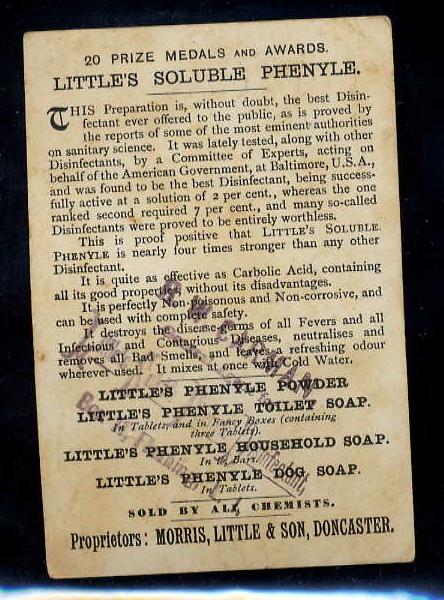 20 PRIZE MEDALS AND AWARDS.
LITTLE'S SOLUBLE PHENYLE.
THIS Preparation is, without doubt, the best Disin-
fectant ever offered to the public, as is proved by
the reports of some of the most eminent authorities
on sanitary science. It was lately tested, along with other
Disinfectants, by a Committee of Experts, acting on
behalf of the American Government, at Baltimore, U.S.A.,
and was found to be the best Disinfectant, being success-
fully active at a solution of 2 per cent., whereas the one
ranked second required 7 per cent., and many so-called
Disinfectants were proved to be entirely worthless.
This is proof positive that LITTLE'S SOLUBLE
PHENYLE is nearly four times stronger than any other
Disinfectant.
It is quite as effective as Carbolic Acid, containing
all its good properties, without its disadvantages.
It is perfectly Non-poisonous and Non-corrosive, and
can be used with complete safety.
It destroys the disease germs of all Fevers and all
Infectious and Contagious Diseases, neutralises and
removes all Bad Smells, and leaves a refreshing odour
wherever used. It mixes at once with Cold Water.
LITTLE'S PHENYLE POWDER
LITTLE'S PHENYLE TOILET SOAP.
In Tablets, and in Fancy Boxes (containing
three Tablets).
LITTLE'S PHENYLE HOUSEHOLD SOAP.
In Bars.
LITTLE'S PHENYLE DOG SOAP.
In Tablets.
SOLD BY ALL CHEMISTS.
Proprietors: MORRIS, LITTLE & SON, DONCASTER.